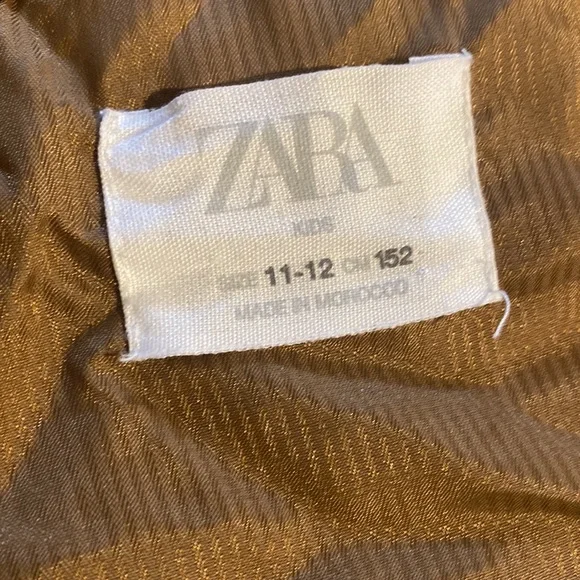 ZARA
KIDS
SIZE 11-12 CM 152
MADE IN MOROCCO